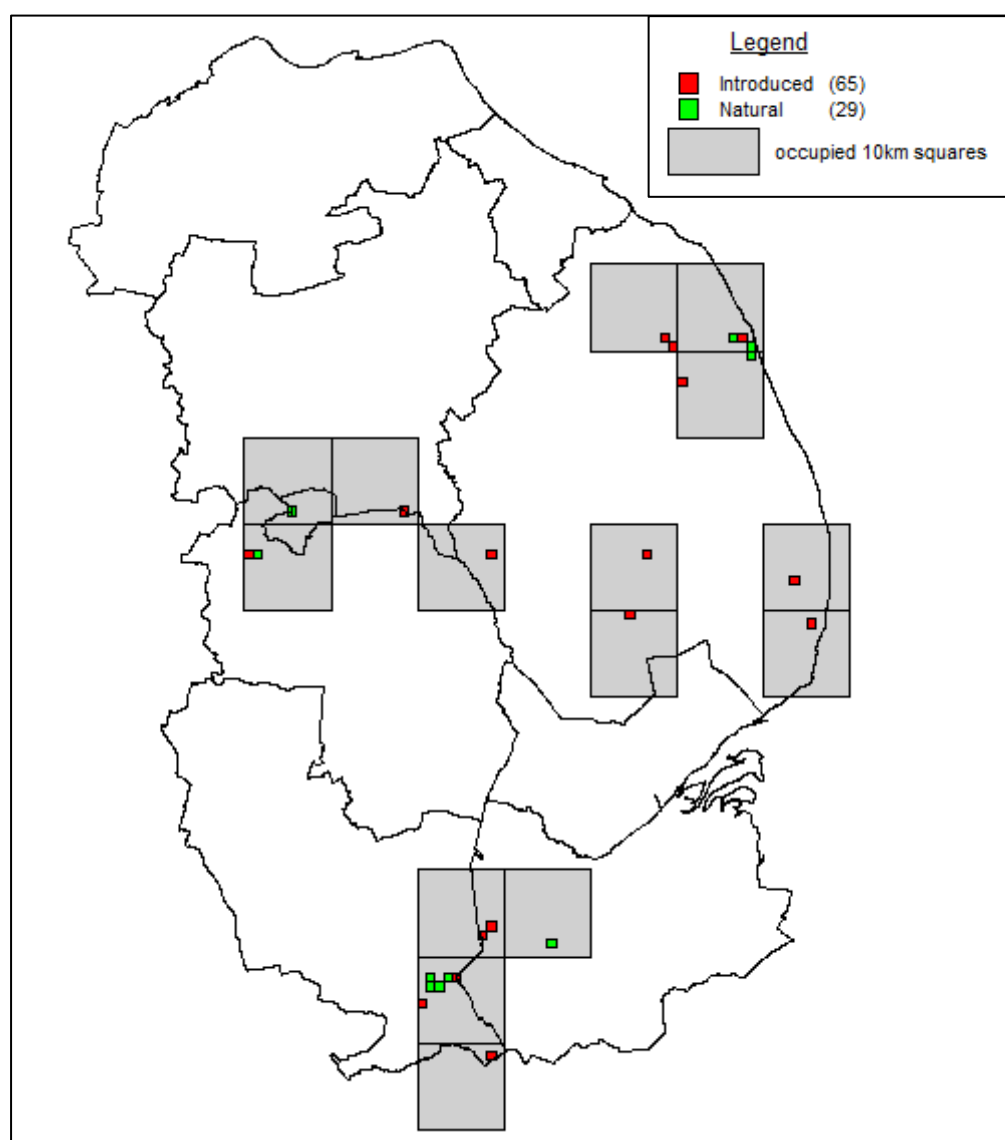 Legend
Introduced (65)
Natural (29)
occupied 10km squares